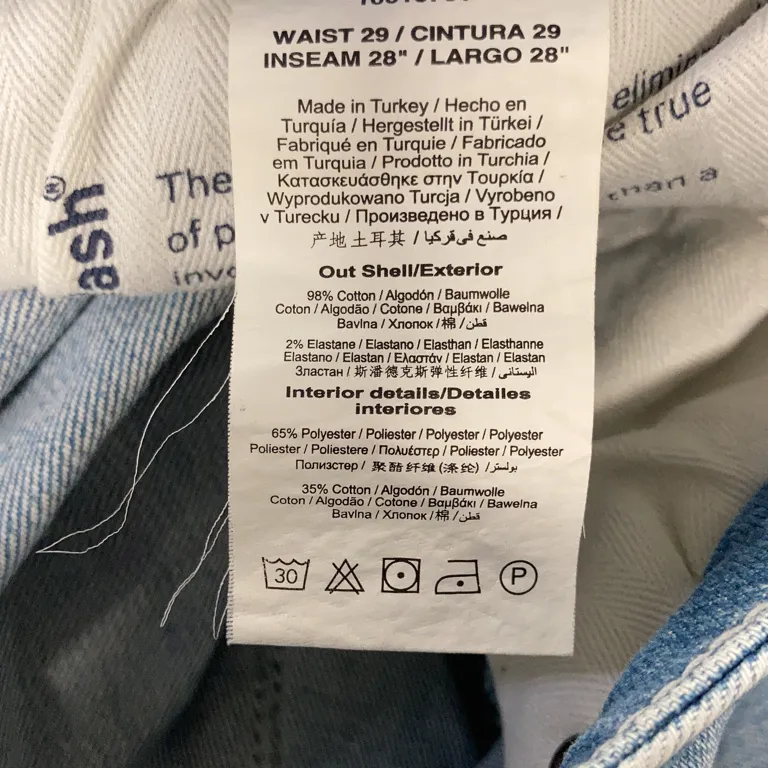 WAIST 29 / CINTURA 29
INSEAM 28" / LARGO 28"
Made in Turkey / Hecho en
Turquía / Hergestellt in Türkei /
Fabriqué en Turquie / Fabricado
em Turquia / Prodotto in Turchia /
Κατασκευάσθηκε στην Τουρκία /
Wyprodukowano Turcja / Vyrobeno
v Turecku / Произведено в Турция /
产地土耳其 / صنع في قركيا
Out Shell/Exterior
98% Cotton / Algodón / Baumwolle
Coton / Algodão / Cotone / Βαμβάκι / Bawełna
Bavlna / Хлопок /棉 /قطن
2% Elastane / Elastano / Elasthan / Elasthanne
Elastano / Elastan / Ελαστάν / Elastan / Elastan
Эластан / 斯潘德克斯弹性纤维 / اليستاني
Interior details/Detailes
interiores
65% Polyester / Poliester / Polyester / Polyester
Poliester / Poliestere / Πολυέστερ / Poliester / Polyester
Полиэстер / 聚酯纤维 (涤纶) /بولستر
35% Cotton / Algodón / Baumwolle
Coton / Algodão / Cotone / Βαμβάκι / Bawełna
Bavlna / Хлопок /棉 /قطن
30
P
ash
The
of p
invo
elimin
e true
than a